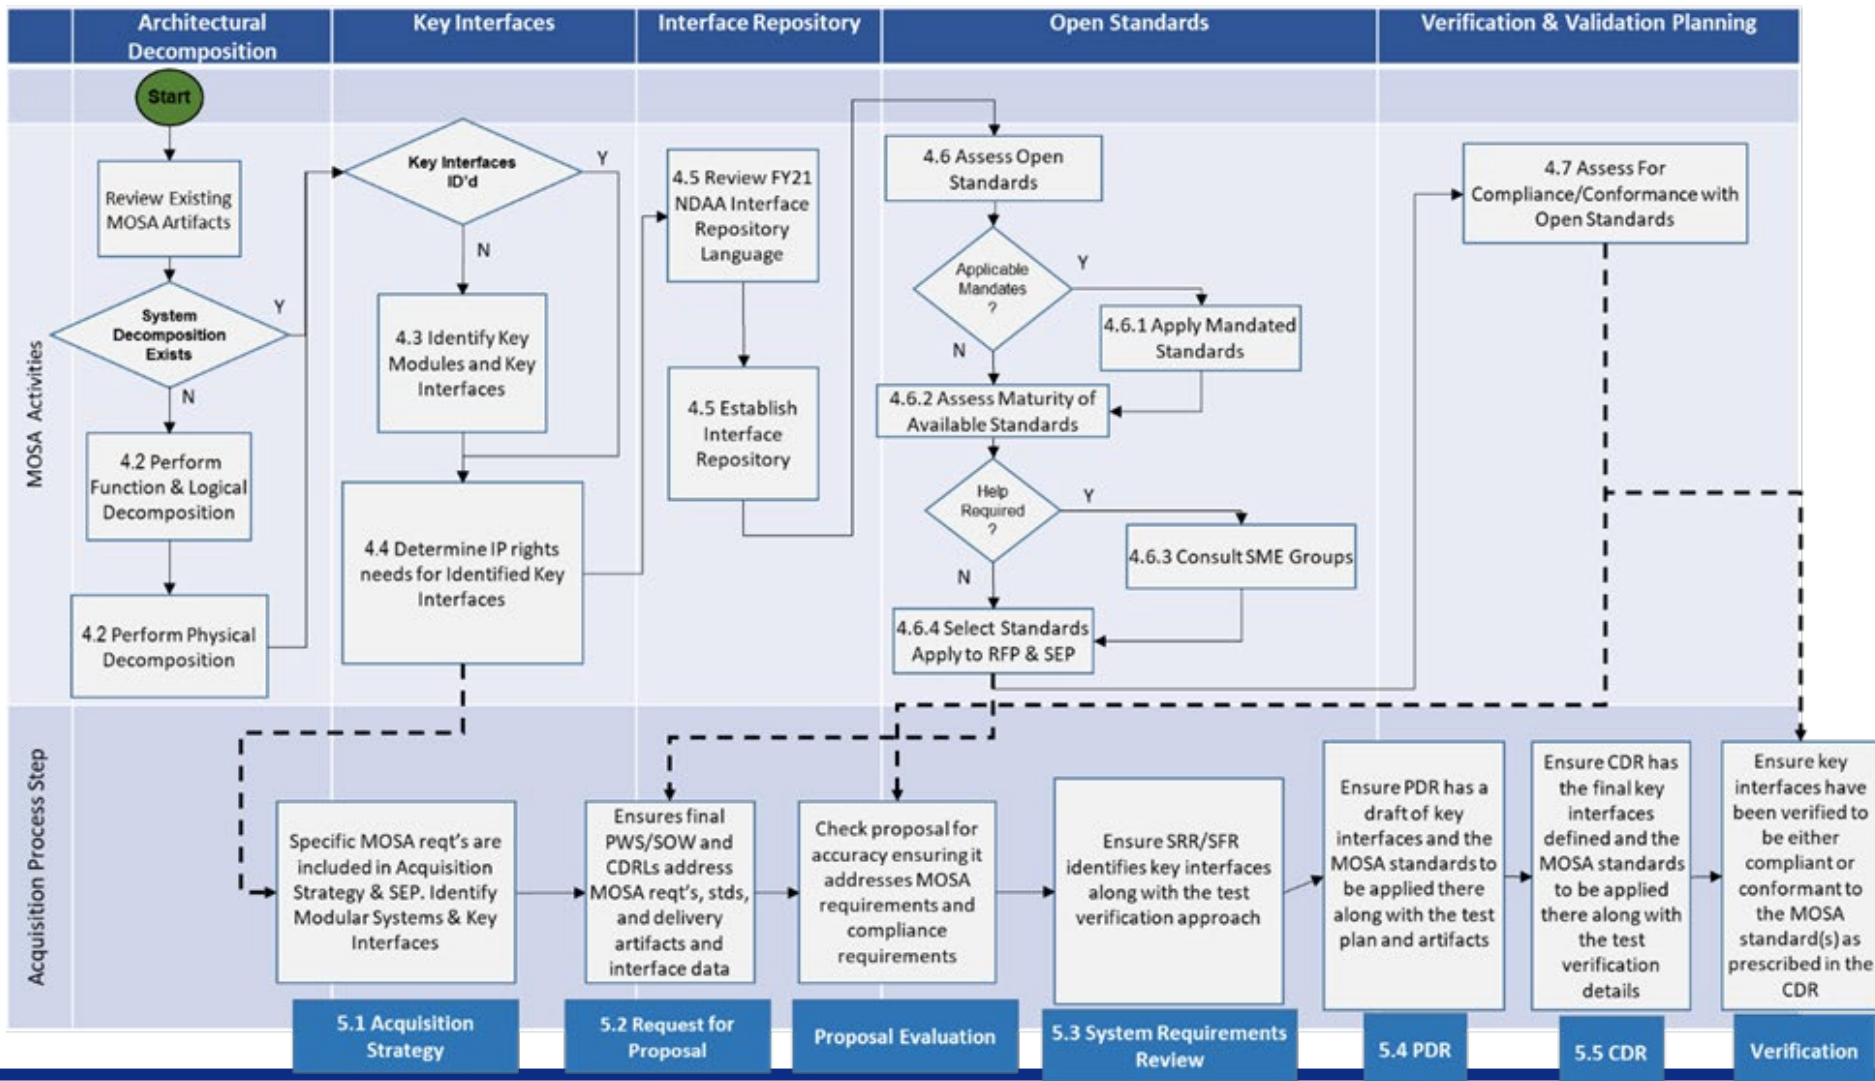 Architectural
Decomposition
Key Interfaces
Interface Repository
Open Standards
Verification & Validation Planning
MOSA Activities
Start
Review Existing
MOSA Artifacts
System
Decomposition
Exists
Y
N
4.2 Perform
Function & Logical
Decomposition
4.2 Perform Physical
Decomposition
Key Interfaces
ID'd
Y
N
4.3 Identify Key
Modules and Key
Interfaces
4.4 Determine IP rights
needs for Identified Key
Interfaces
4.5 Review FY21
NDAA Interface
Repository
Language
4.5 Establish
Interface
Repository
4.6 Assess Open
Standards
Applicable
Mandates
?
Y
N
4.6.1 Apply Mandated
Standards
4.6.2 Assess Maturity of
Available Standards
Help
Required
?
Y
N
4.6.3 Consult SME Groups
4.6.4 Select Standards
Apply to RFP & SEP
4.7 Assess For
Compliance/Conformance with
Open Standards
Acquisition Process Step
Specific MOSA reqt's are
included in Acquisition
Strategy & SEP. Identify
Modular Systems & Key
Interfaces
5.1 Acquisition
Strategy
Ensures final
PWS/SOW and
CDRLs address
MOSA reqt's, stds,
and delivery
artifacts and
interface data
5.2 Request for
Proposal
Check proposal for
accuracy ensuring it
addresses MOSA
requirements and
compliance
requirements
Proposal Evaluation
Ensure SRR/SFR
identifies key interfaces
along with the test
verification approach
5.3 System Requirements
Review
Ensure PDR has a
draft of key
interfaces and the
MOSA standards to
be applied there
along with the test
plan and artifacts
5.4 PDR
Ensure CDR has
the final key
interfaces
defined and the
MOSA standards
to be applied
there along with
the test
verification
details
5.5 CDR
Ensure key
interfaces have
been verified to
be either
compliant or
conformant to
the MOSA
standard(s) as
prescribed in the
CDR
Verification